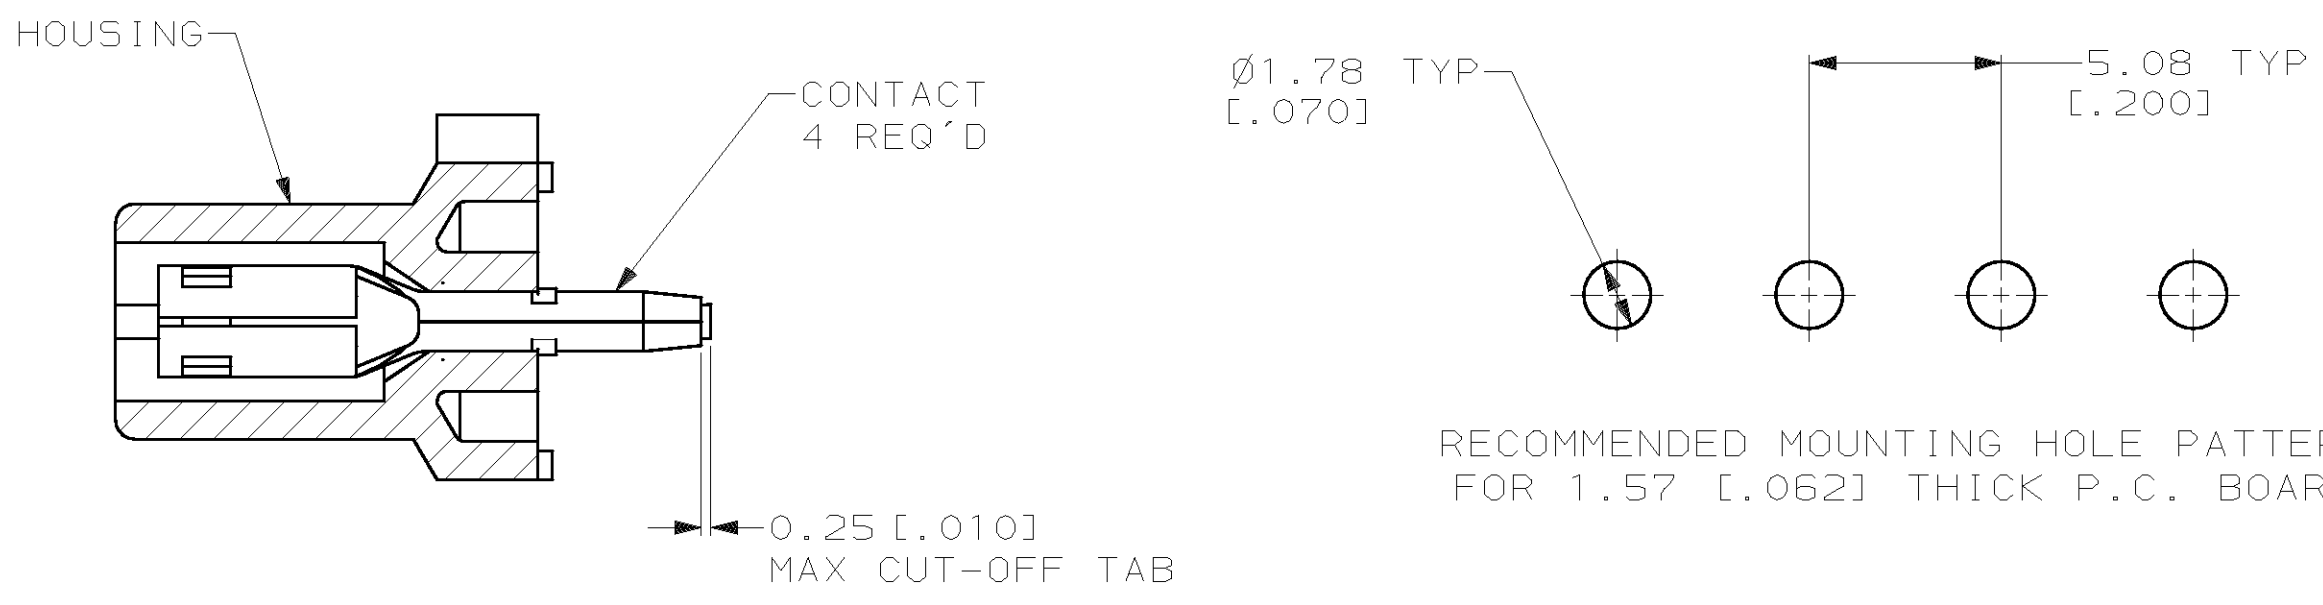 HOUSING
CONTACT
4 REQ'D
0.25 [.010]
MAX CUT-OFF TAB
Ø1.78 TYP
[.070]
5.08 TYP
[.200]
RECOMMENDED MOUNTING HOLE
FOR 1.57 [.062] THICK P.C.